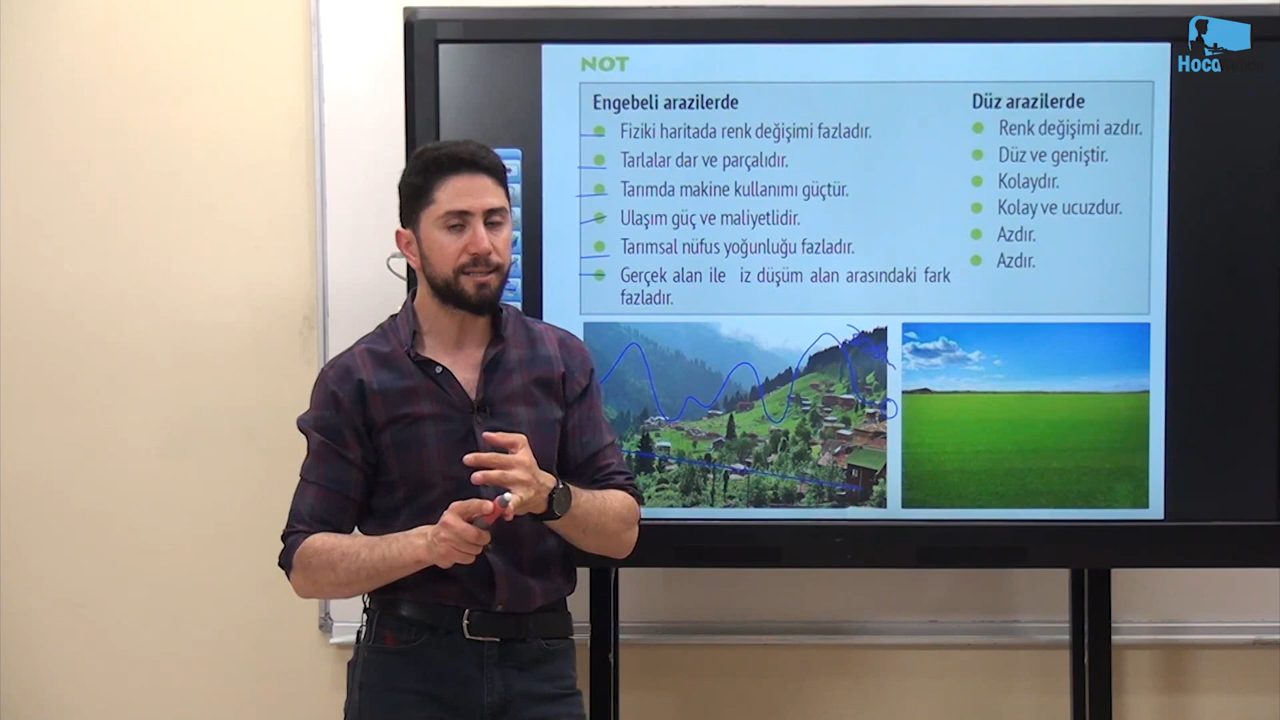 Hoca
NOT
Engebeli arazilerde
Fiziki haritada renk değişimi fazladır.
Tarlalar dar ve parçalıdır.
Tarımda makine kullanımı güçtür.
Ulaşım güç ve maliyetlidir.
Tarımsal nüfus yoğunluğu fazladır.
Gerçek alan ile iz düşüm alan arasındaki fark
fazladır.
Düz arazilerde
Renk değişimi azdır.
Düz ve geniştir.
Kolaydır.
Kolay ve ucuzdur.
Azdır.
Azdır.